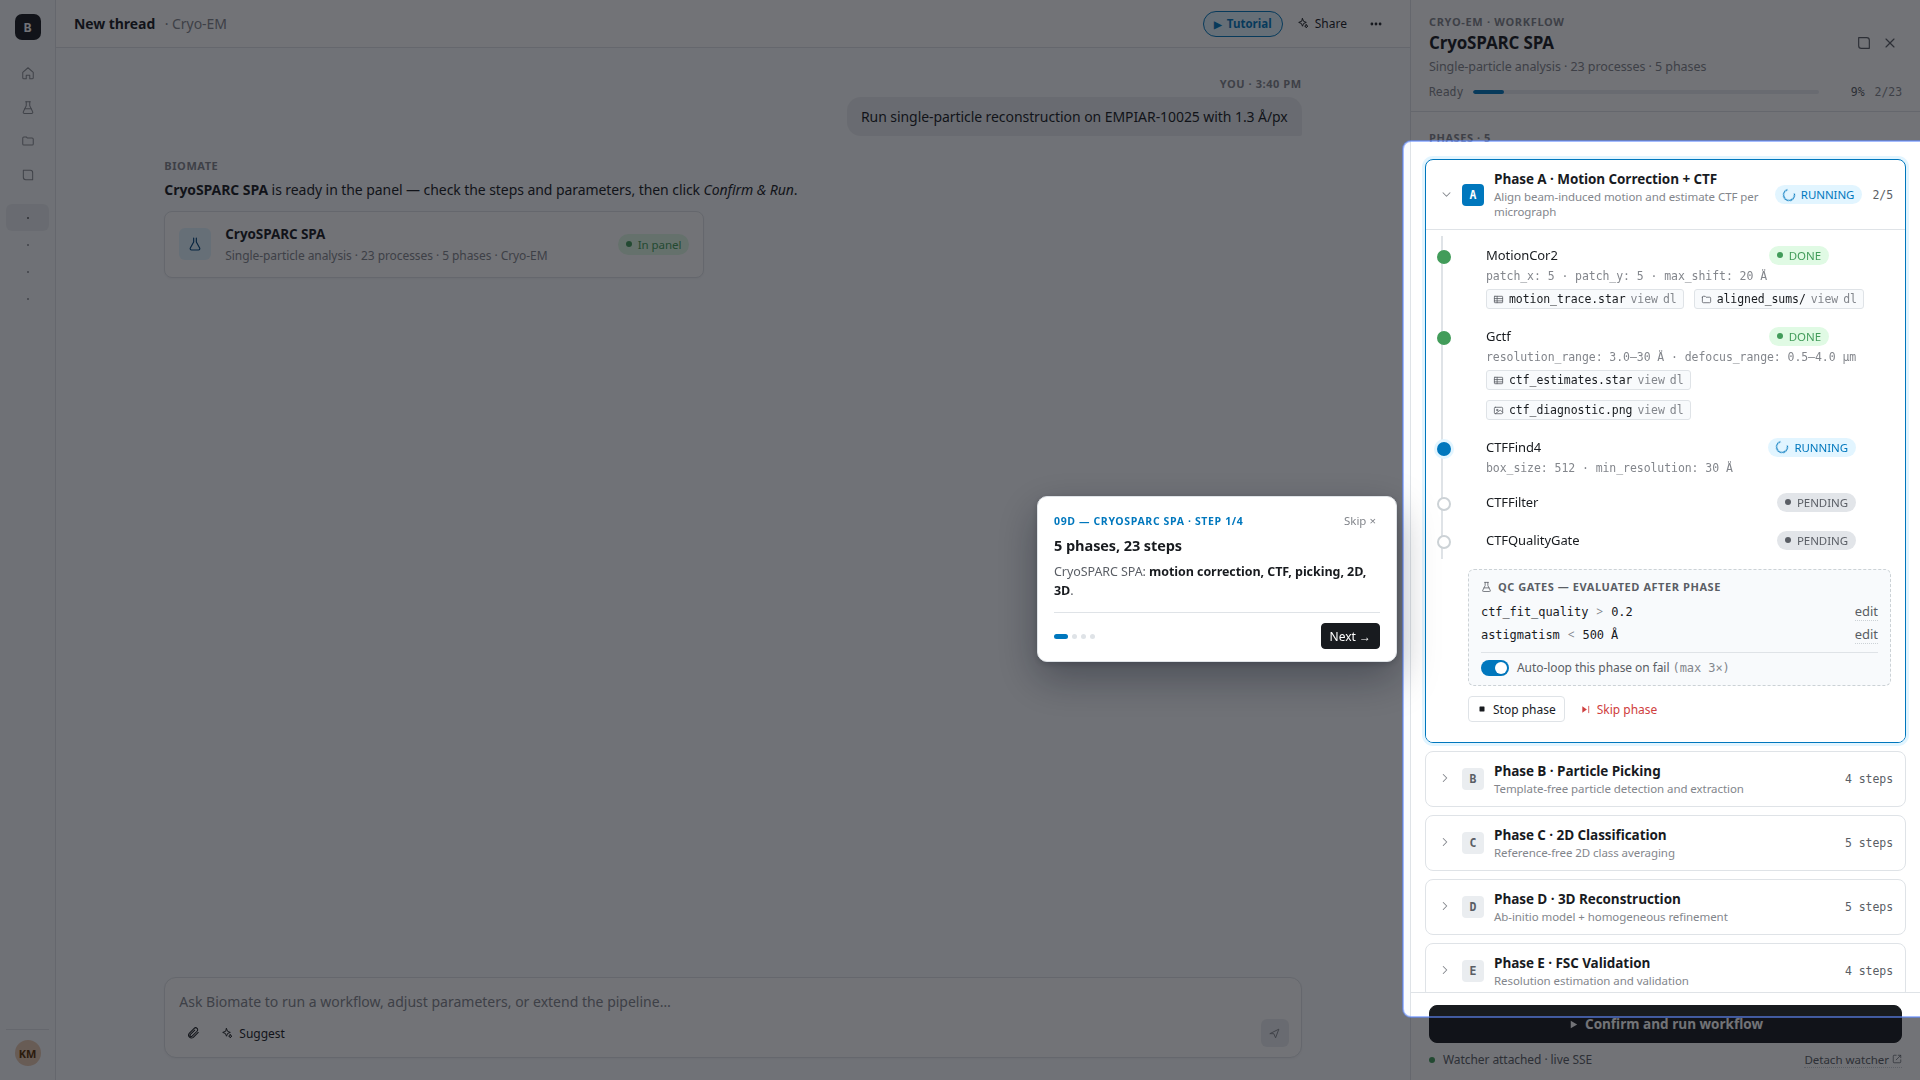 B
New thread · Cryo-EM
▶ Tutorial
Share
YOU · 3:40 PM
Run single-particle reconstruction on EMPIAR-10025 with 1.3 Å/px
BIOMATE
CryoSPARC SPA is ready in the panel — check the steps and parameters, then click Confirm & Run.
CryoSPARC SPA
Single-particle analysis · 23 processes · 5 phases · Cryo-EM
In panel
09D — CRYOSPARC SPA · STEP 1/4
Skip ×
5 phases, 23 steps
CryoSPARC SPA: motion correction, CTF, picking, 2D,
3D.
Next →
Ask Biomate to run a workflow, adjust parameters, or extend the pipeline...
Suggest
KM
CRYO-EM · WORKFLOW
CryoSPARC SPA
Single-particle analysis · 23 processes · 5 phases
Ready
9% 2/23
PHASES · 5
A
Phase A · Motion Correction + CTF
Align beam-induced motion and estimate CTF per
micrograph
RUNNING
2/5
MotionCor2
DONE
patch_x: 5 · patch_y: 5 · max_shift: 20 Å
motion_trace.star view dl
aligned_sums/ view dl
Gctf
DONE
resolution_range: 3.0–30 Å · defocus_range: 0.5–4.0 µm
ctf_estimates.star view dl
ctf_diagnostic.png view dl
CTFFind4
RUNNING
box_size: 512 · min_resolution: 30 Å
CTFFilter
PENDING
CTFQualityGate
PENDING
QC GATES — EVALUATED AFTER PHASE
ctf_fit_quality > 0.2
edit
astigmatism < 500 Å
edit
Auto-loop this phase on fail (max 3×)
Stop phase
Skip phase
B
Phase B · Particle Picking
Template-free particle detection and extraction
4 steps
C
Phase C · 2D Classification
Reference-free 2D class averaging
5 steps
D
Phase D · 3D Reconstruction
Ab-initio model + homogeneous refinement
5 steps
E
Phase E · FSC Validation
Resolution estimation and validation
4 steps
Confirm and run workflow
Watcher attached · live SSE
Detach watcher